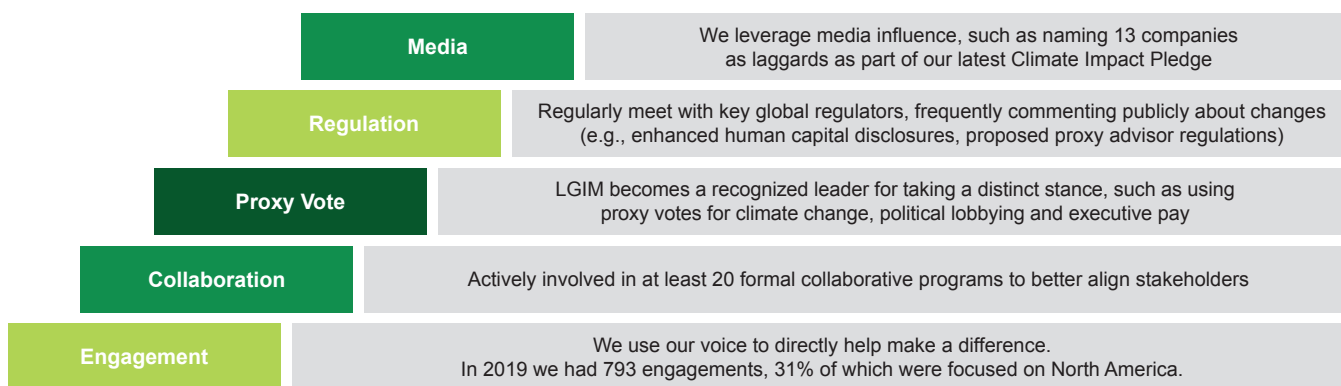 Media
We leverage media influence, such as naming 13 companies
as laggards as part of our latest Climate Impact Pledge
Regulation
Regularly meet with key global regulators, frequently commenting publicly about changes
(e.g., enhanced human capital disclosures, proposed proxy advisor regulations)
Proxy Vote
LGIM becomes a recognized leader for taking a distinct stance, such as using
proxy votes for climate change, political lobbying and executive pay
Collaboration
Actively involved in at least 20 formal collaborative programs to better align stakeholders
Engagement
We use our voice to directly help make a difference.
In 2019 we had 793 engagements, 31% of which were focused on North America.